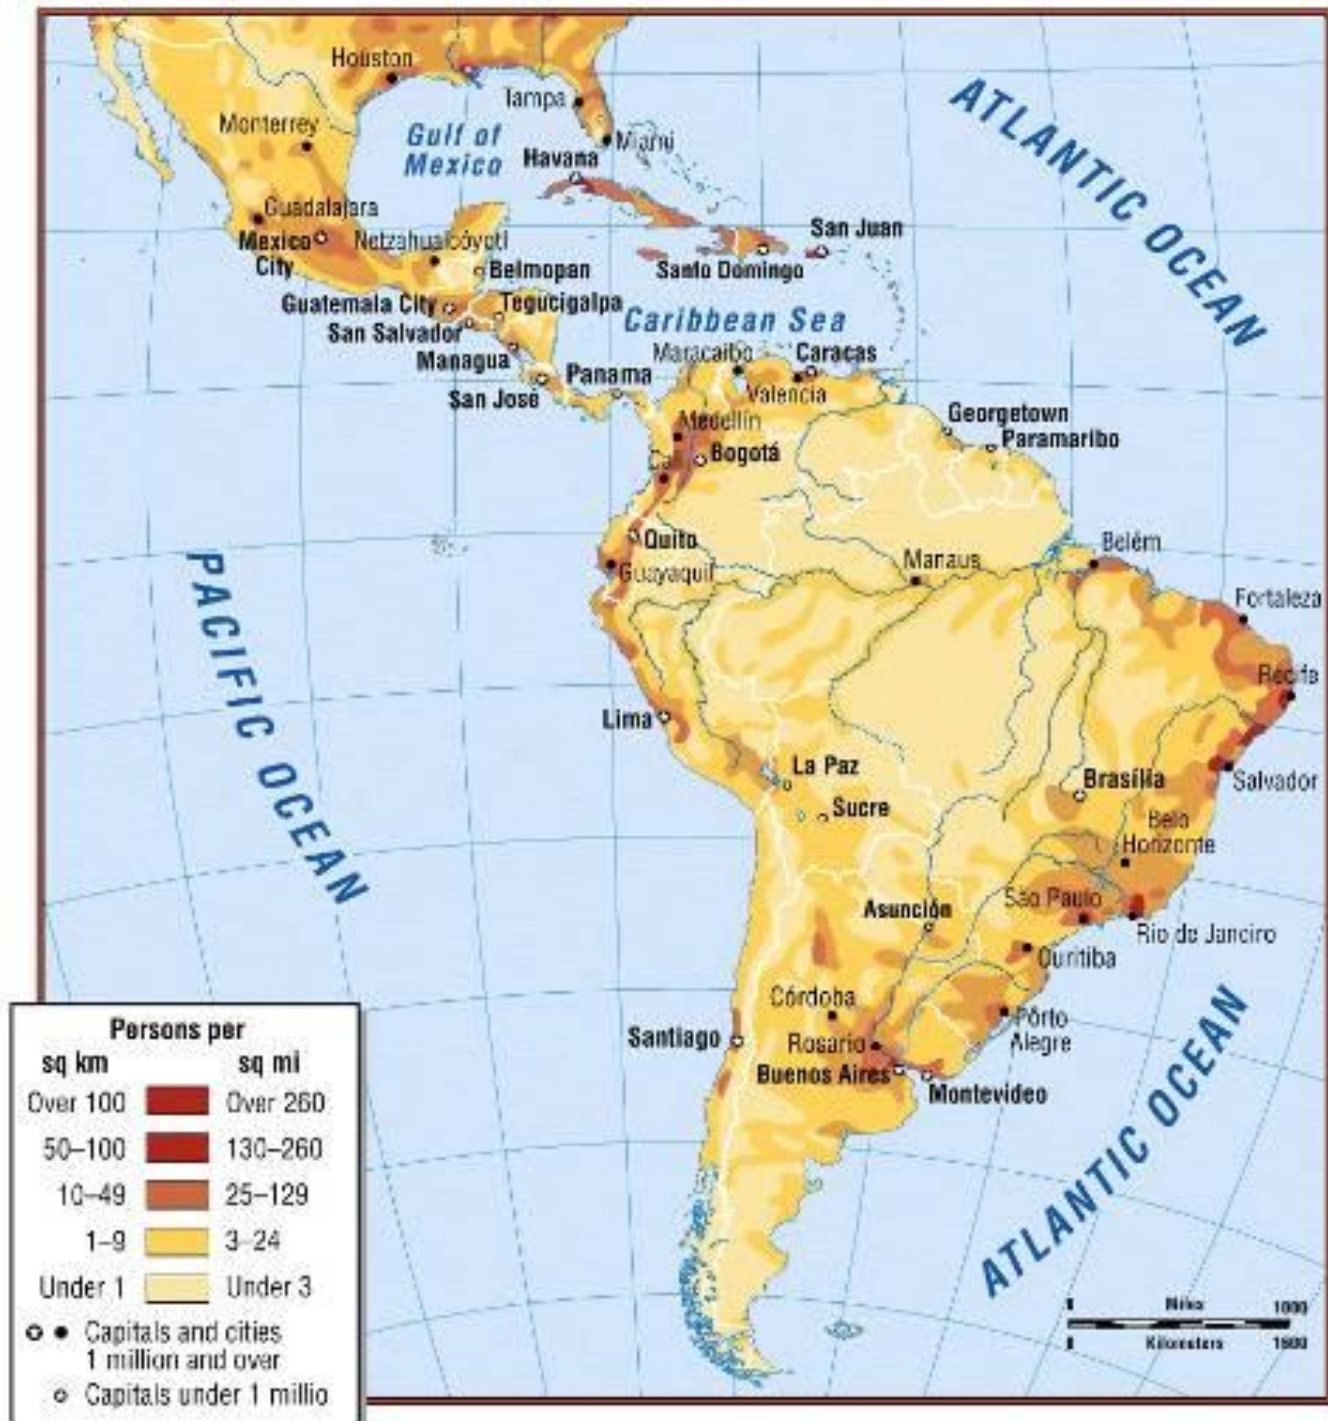 Houston
Tampa
Monterrey
Gulf of
Mexico
Miami
Havana
Guadalajara
San Juan
Mexico
City
Netzahualcóyotl
Belmopan
Santo Domingo
Guatemala City
Tegucigalpa
San Salvador
Caribbean Sea
Managua
Maracaibo
Caracas
Panama
San José
Valencia
Georgetown
Medellín
Paramaribo
Bogotá
Ca
Quito
Guayaquil
Manaus
Belém
Fortaleza
Recife
Lima
La Paz
Sucre
Brasília
Salvador
Belo
Horizonte
São Paulo
Asunción
Rio de Janeiro
Curitiba
Córdoba
Santiago
Rosario
Pôrto
Alegre
Buenos Aires
Montevideo
ATLANTIC OCEAN
PACIFIC OCEAN
ATLANTIC OCEAN
Persons per
sq km sq mi
Over 100 Over 260
50–100 130–260
10–49 25–129
1–9 3–24
Under 1 Under 3
Capitals and cities
1 million and over
Capitals under 1 millio
0 Miles 1000
0 Kilometers 1600